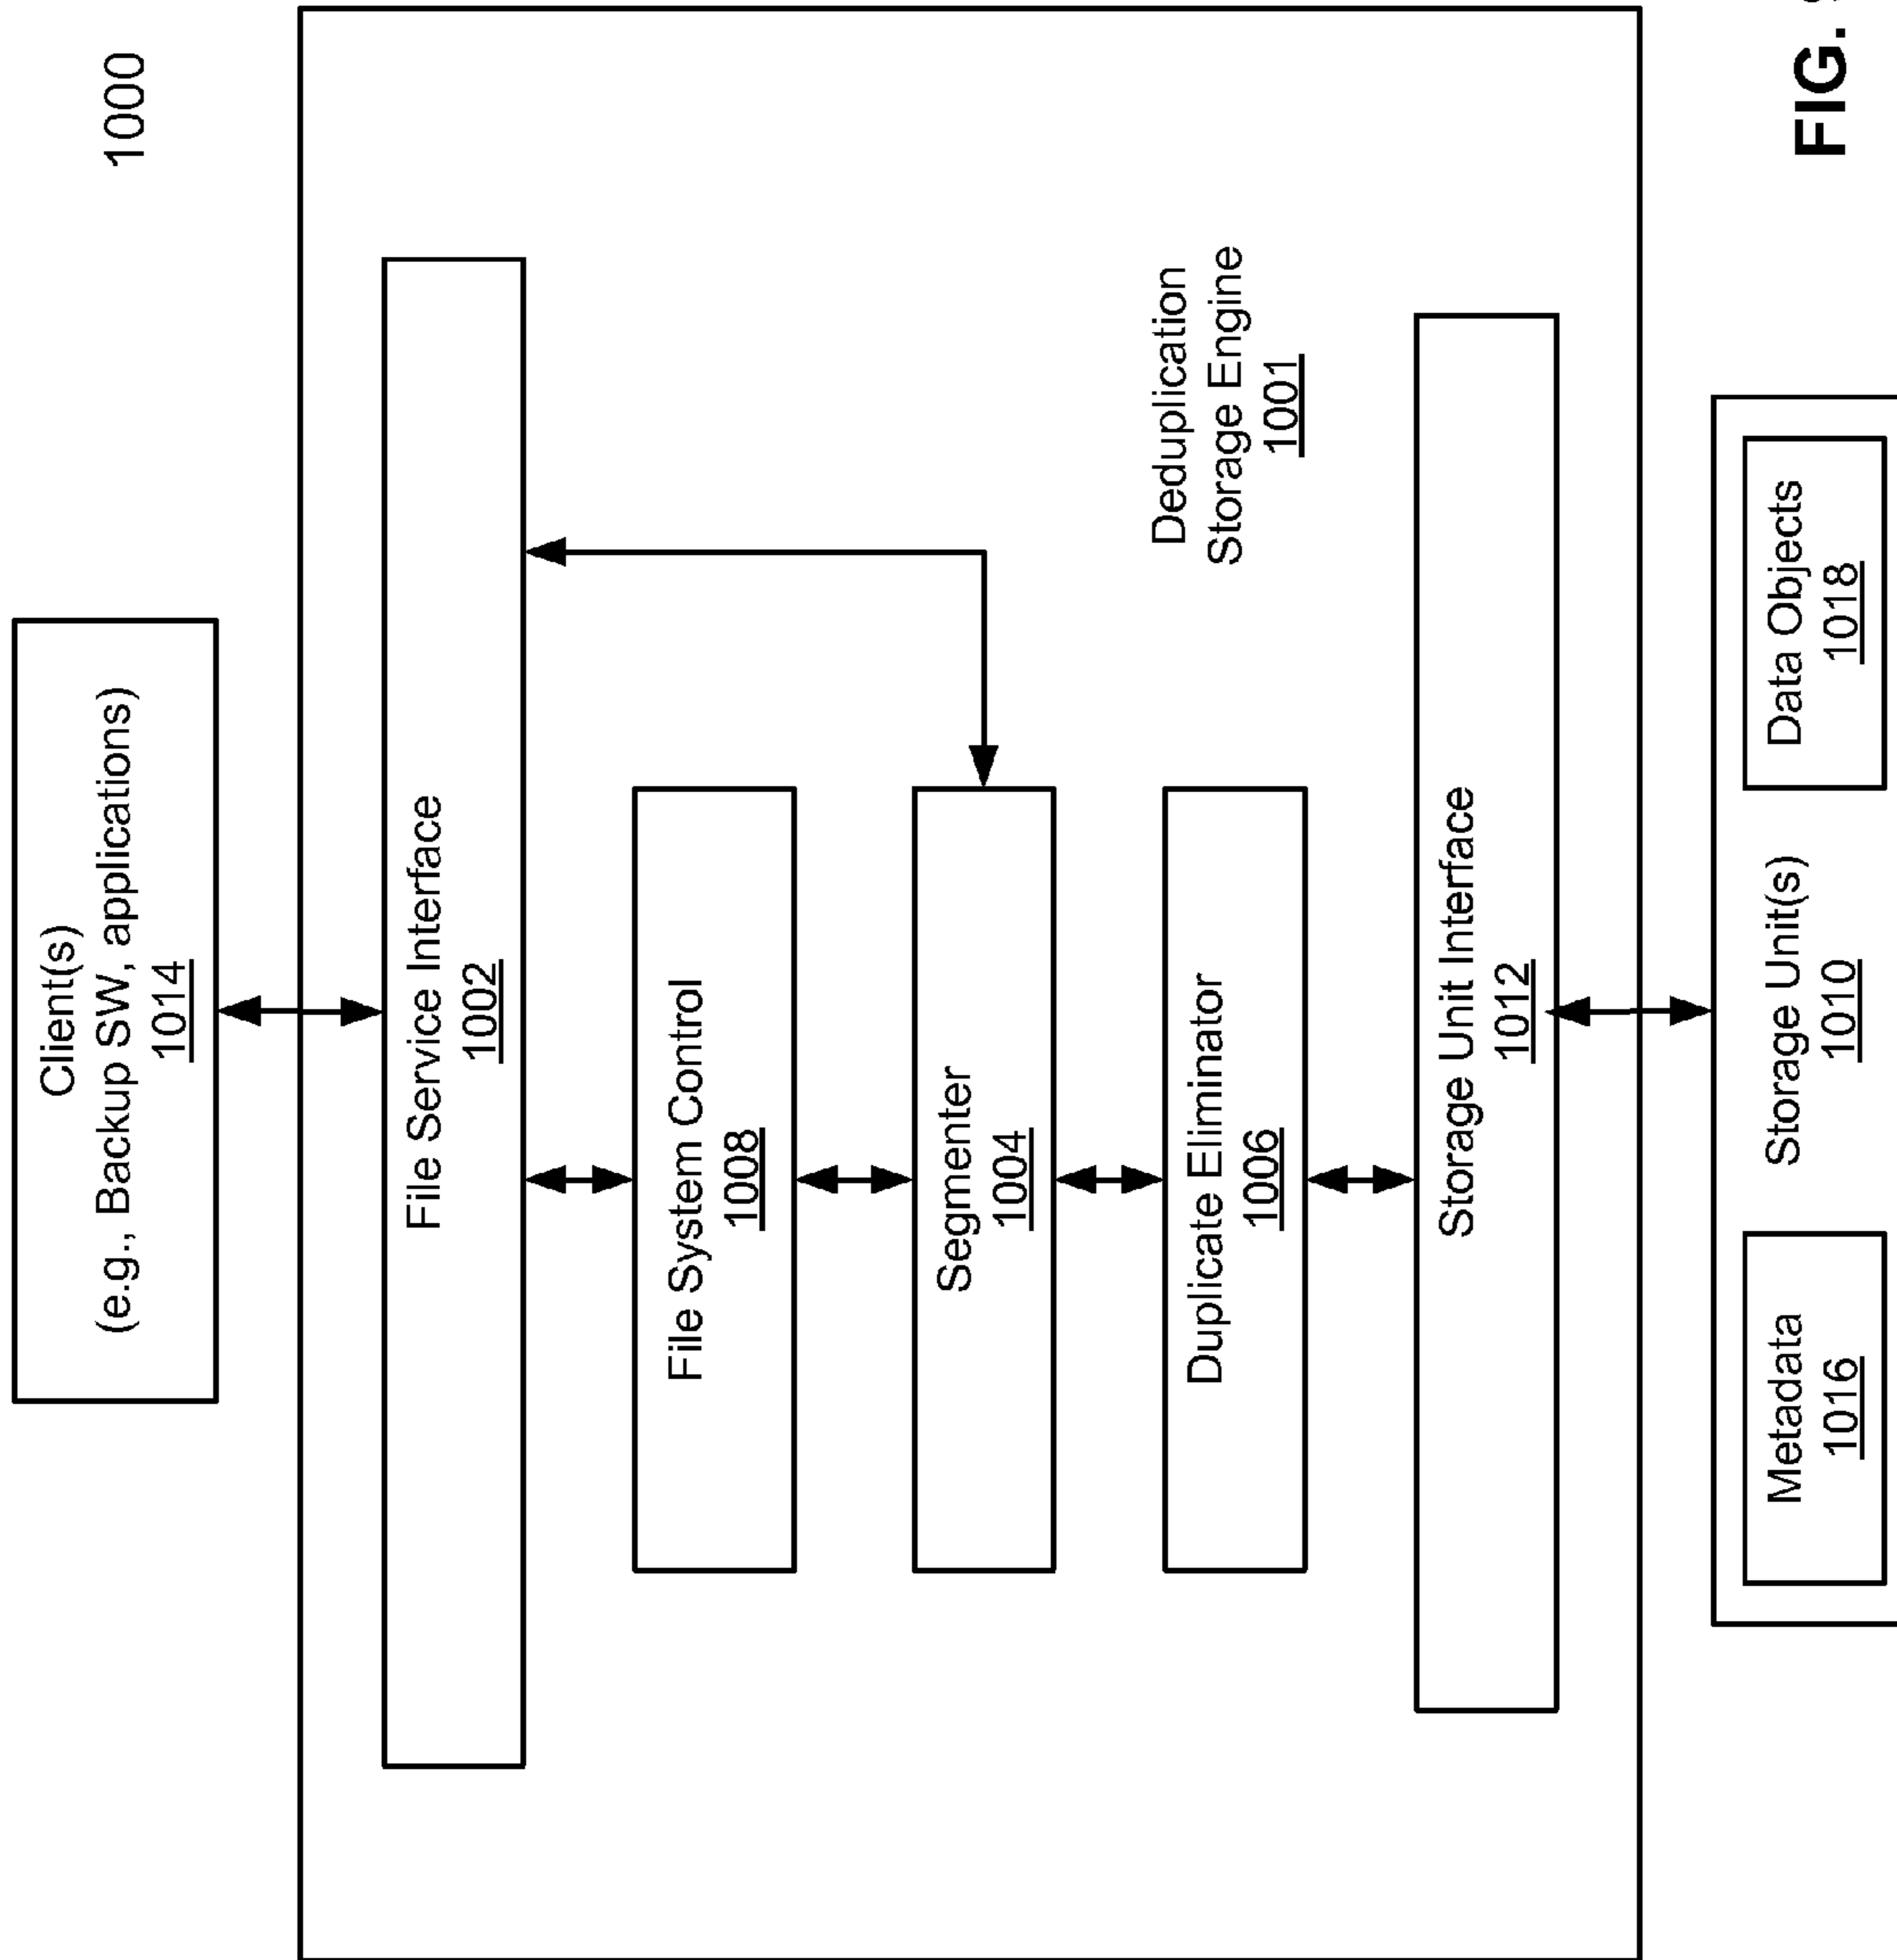 Client(s)
(e.g., Backup SW, applications)
1014
1000
File Service Interface
1002
File System Control
1008
Segmenter
1004
Deduplication
Storage Engine
1001
Duplicate Eliminator
1006
Storage Unit Interface
1012
Metadata
1016
Storage Unit(s)
1010
Data Objects
1018
FIG.